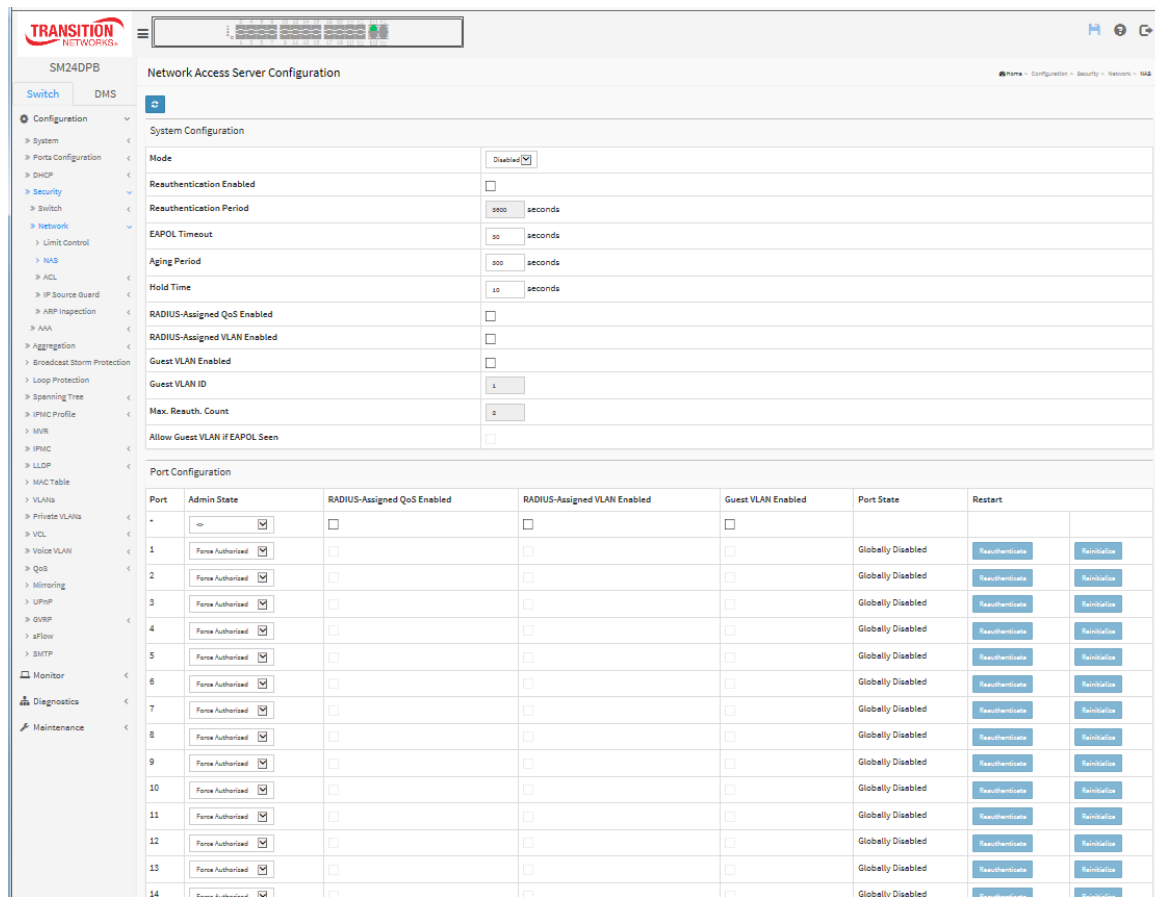 TRANSITION
NETWORKS®
SM24DPB
Switch DMS
Configuration
System
Ports Configuration
DHCP
Security
Switch
Network
Limit Control
NAS
ACL
IP Source Guard
ARP Inspection
AAA
Aggregation
Broadcast Storm Protection
Loop Protection
Spanning Tree
IPMC Profile
MVR
IPMC
LLDP
MAC Table
VLANs
Private VLANs
VCL
Voice VLAN
QoS
Mirroring
UPnP
GVRP
sFlow
SMTP
Monitor
Diagnostics
Maintenance
Network Access Server Configuration
Home > Configuration > Security > Network > NAS
System Configuration
Mode Disabled
Reauthentication Enabled
Reauthentication Period 3600 seconds
EAPOL Timeout 30 seconds
Aging Period 300 seconds
Hold Time 10 seconds
RADIUS-Assigned QoS Enabled
RADIUS-Assigned VLAN Enabled
Guest VLAN Enabled
Guest VLAN ID 1
Max. Reauth. Count 2
Allow Guest VLAN if EAPOL Seen
Port Configuration
Port Admin State RADIUS-Assigned QoS Enabled RADIUS-Assigned VLAN Enabled Guest VLAN Enabled Port State Restart
* <>
1 Force Authorized Globally Disabled Reauthenticate Reinitialize
2 Force Authorized Globally Disabled Reauthenticate Reinitialize
3 Force Authorized Globally Disabled Reauthenticate Reinitialize
4 Force Authorized Globally Disabled Reauthenticate Reinitialize
5 Force Authorized Globally Disabled Reauthenticate Reinitialize
6 Force Authorized Globally Disabled Reauthenticate Reinitialize
7 Force Authorized Globally Disabled Reauthenticate Reinitialize
8 Force Authorized Globally Disabled Reauthenticate Reinitialize
9 Force Authorized Globally Disabled Reauthenticate Reinitialize
10 Force Authorized Globally Disabled Reauthenticate Reinitialize
11 Force Authorized Globally Disabled Reauthenticate Reinitialize
12 Force Authorized Globally Disabled Reauthenticate Reinitialize
13 Force Authorized Globally Disabled Reauthenticate Reinitialize
14 Force Authorized Globally Disabled Reauthenticate Reinitialize